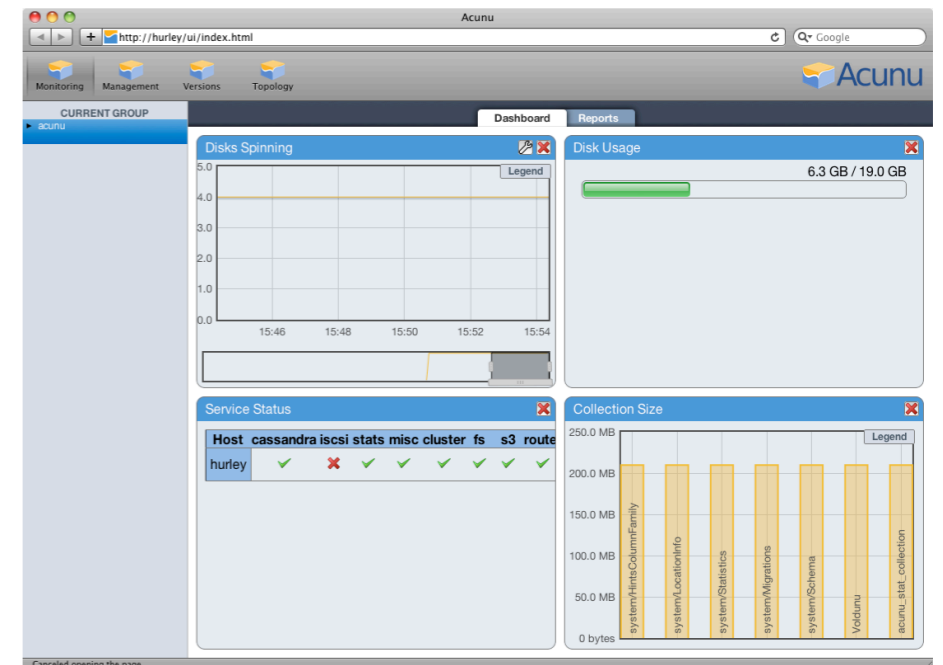 Acunu
http://hurley/ui/index.html
Google
Monitoring Management Versions Topology
Acunu
CURRENT GROUP
acunu
Dashboard Reports
Disks Spinning
Legend
5.0
4.0
3.0
2.0
1.0
0.0
15:46 15:48 15:50 15:52 15:54
Disk Usage
6.3 GB / 19.0 GB
Service Status
Host cassandra iscsi stats misc cluster fs s3 route
hurley
Collection Size
Legend
250.0 MB
200.0 MB
150.0 MB
100.0 MB
50.0 MB
0 bytes
system/HintsColumnFamily
system/LocationInfo
system/Statistics
system/Migrations
system/Schema
Voldunu
acunu_stat_collection
Canceled opening the page